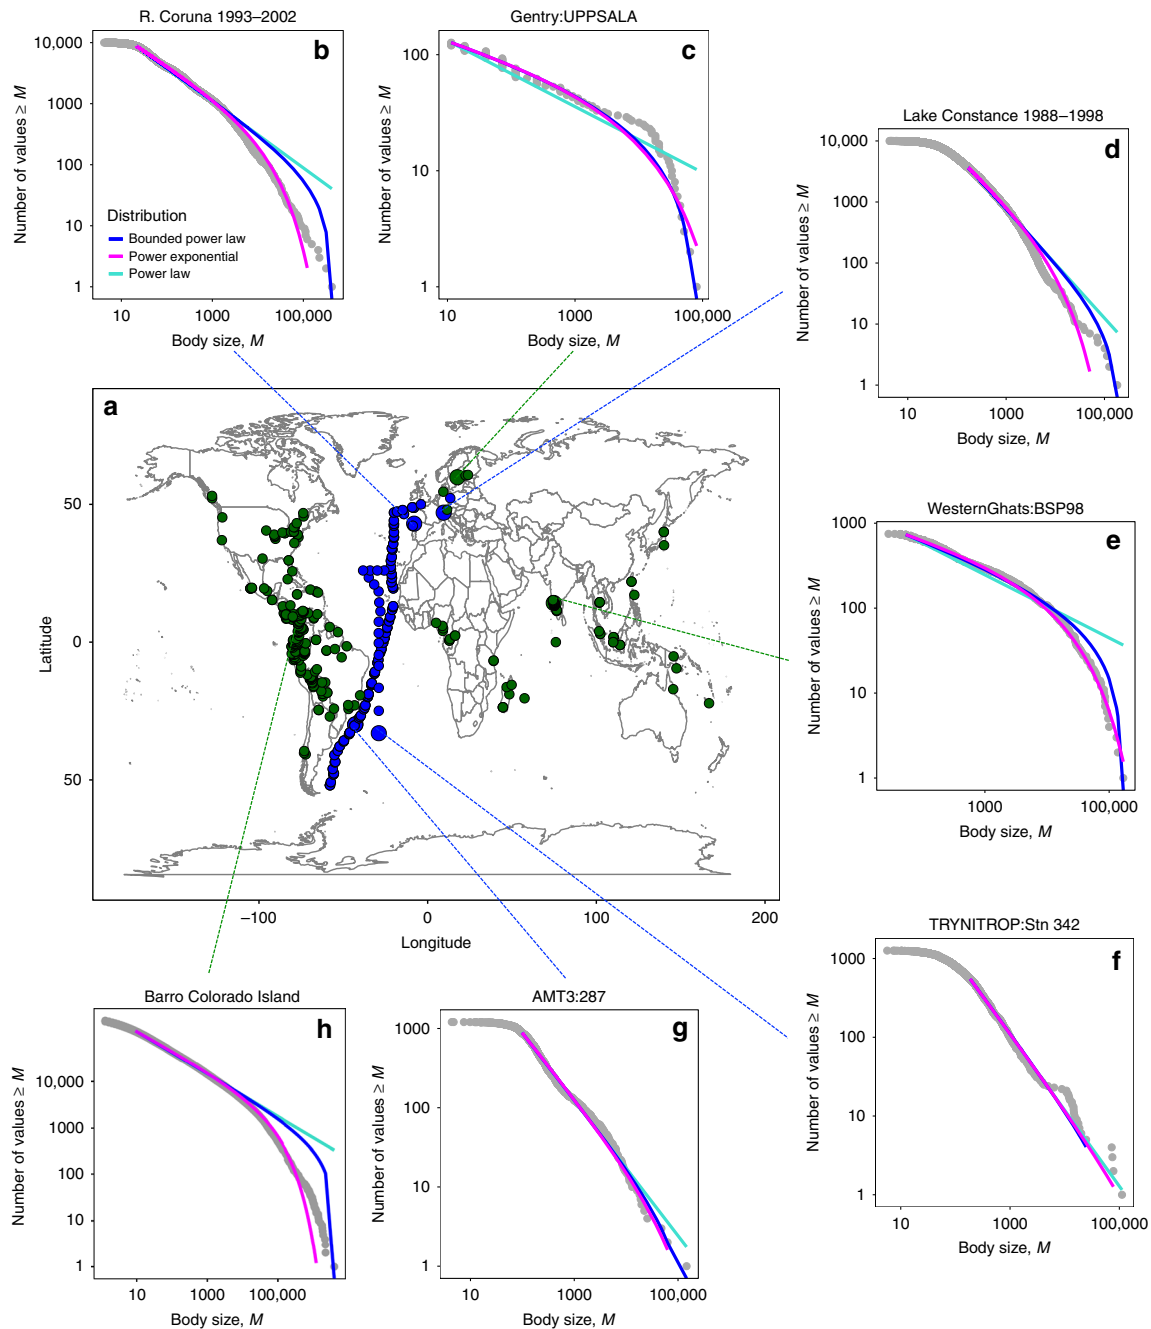 R. Coruna 1993–2002
b
Number of values ≥ M
10,000
1000
100
10
1
Distribution
Bounded power law
Power exponential
Power law
10
1000
100,000
Body size, M
Gentry:UPPSALA
c
Number of values ≥ M
100
10
1
10
1000
100,000
Body size, M
Lake Constance 1988–1998
d
Number of values ≥ M
10,000
1000
100
10
1
10
1000
100,000
Body size, M
a
Latitude
50
0
50
−100
0
100
200
Longitude
WesternGhats:BSP98
e
Number of values ≥ M
1000
100
10
1
1000
100,000
Body size, M
TRYNITROP:Stn 342
f
Number of values ≥ M
1000
100
10
1
10
1000
100,000
Body size, M
Barro Colorado Island
h
Number of values ≥ M
10,000
1000
100
10
1
10
1000
100,000
Body size, M
AMT3:287
g
Number of values ≥ M
1000
100
10
1
10
1000
100,000
Body size, M